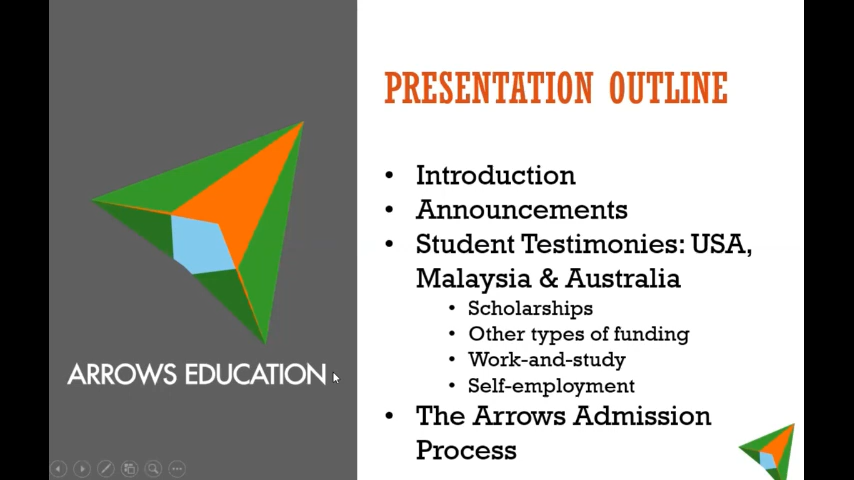 PRESENTATION OUTLINE
• Introduction
• Announcements
• Student Testimonies: USA,
Malaysia & Australia
• Scholarships
• Other types of funding
• Work-and-study
• Self-employment
• The Arrows Admission
Process
ARROWS EDUCATION